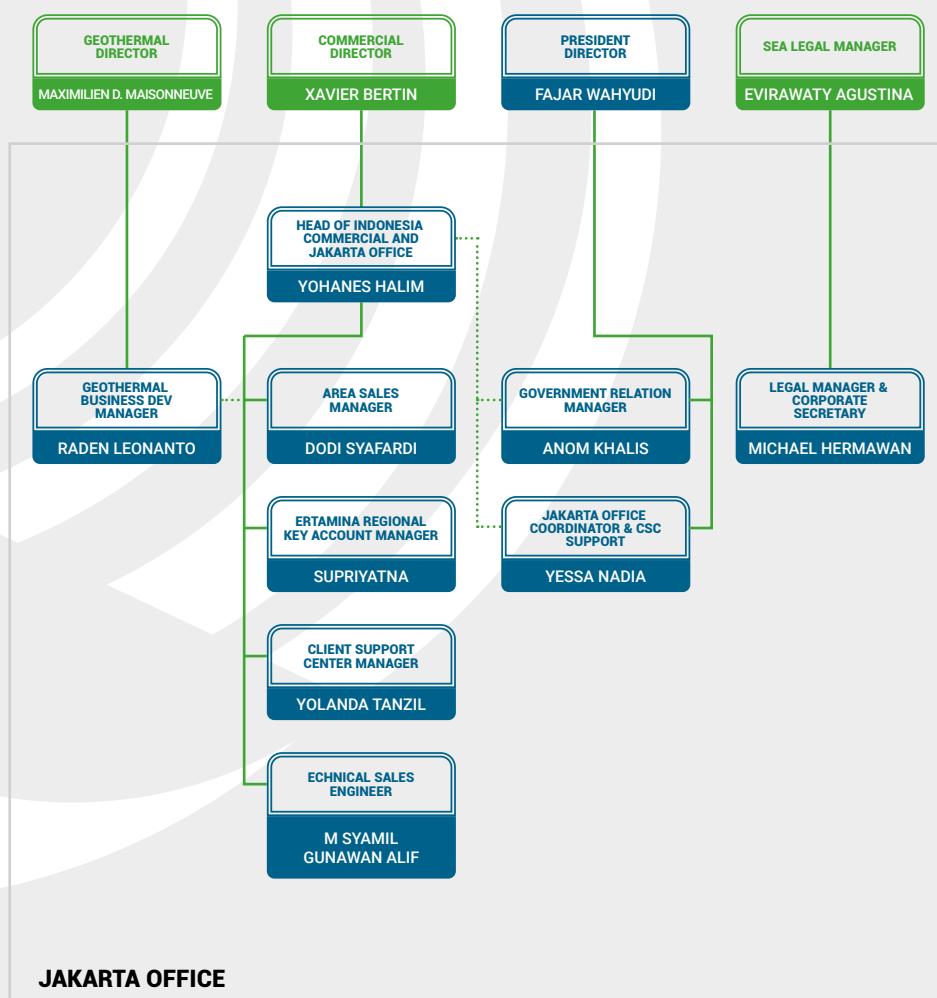 GEOTHERMAL
DIRECTOR
MAXIMILIEN D. MAISONNEUVE
COMMERCIAL
DIRECTOR
XAVIER BERTIN
PRESIDENT
DIRECTOR
FAJAR WAHYUDI
SEA LEGAL MANAGER
EVIRAWATY AGUSTINA
HEAD OF INDONESIA
COMMERCIAL AND
JAKARTA OFFICE
YOHANES HALIM
GEOTHERMAL
BUSINESS DEV
MANAGER
RADEN LEONANTO
AREA SALES
MANAGER
DODI SYAFARDI
GOVERNMENT RELATION
MANAGER
ANOM KHALIS
LEGAL MANAGER &
CORPORATE
SECRETARY
MICHAEL HERMAWAN
ERTAMINA REGIONAL
KEY ACCOUNT MANAGER
SUPRIYATNA
JAKARTA OFFICE
COORDINATOR & CSC
SUPPORT
YESSA NADIA
CLIENT SUPPORT
CENTER MANAGER
YOLANDA TANZIL
ECHNICAL SALES
ENGINEER
M SYAMIL
GUNAWAN ALIF
JAKARTA OFFICE